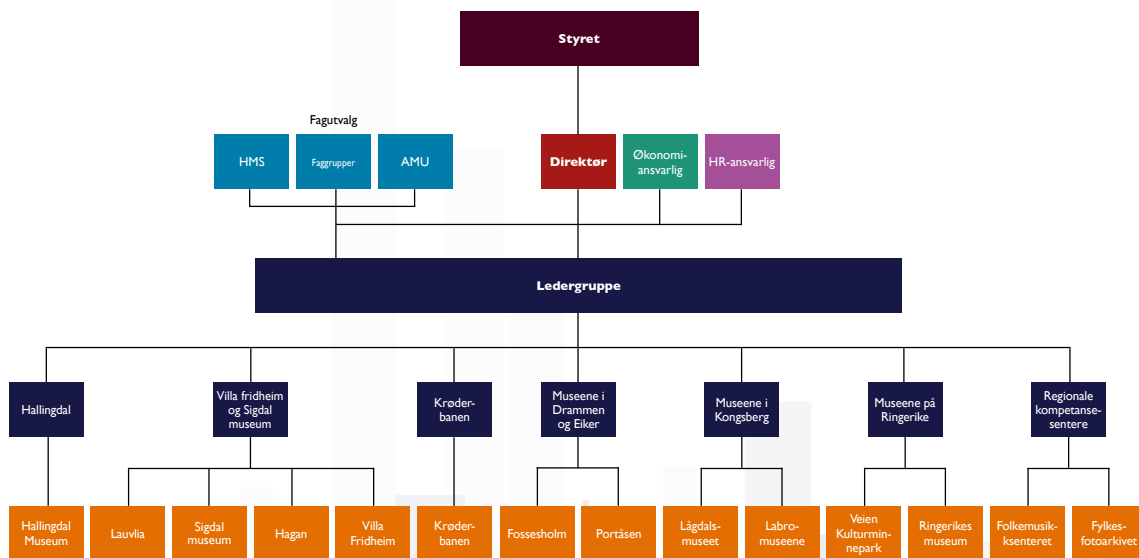 Styret
Fagutvalg
HMS
Faggrupper
AMU
Direktør
Økonomi-
ansvarlig
HR-ansvarlig
Ledergruppe
Hallingdal
Villa fridheim
og Sigdal
museum
Krøder-
banen
Museene i
Drammen
og Eiker
Museene i
Kongsberg
Museene på
Ringerike
Regionale
kompetanse-
sentere
Hallingdal
Museum
Lauvlia
Sigdal
museum
Hagan
Villa
Fridheim
Krøder-
banen
Fossesholm
Portåsen
Lågdals-
museet
Labro-
museene
Veien
Kulturmin-
nepark
Ringerikes
museum
Folkemusik-
ksenteret
Fylkes-
fotoarkivet